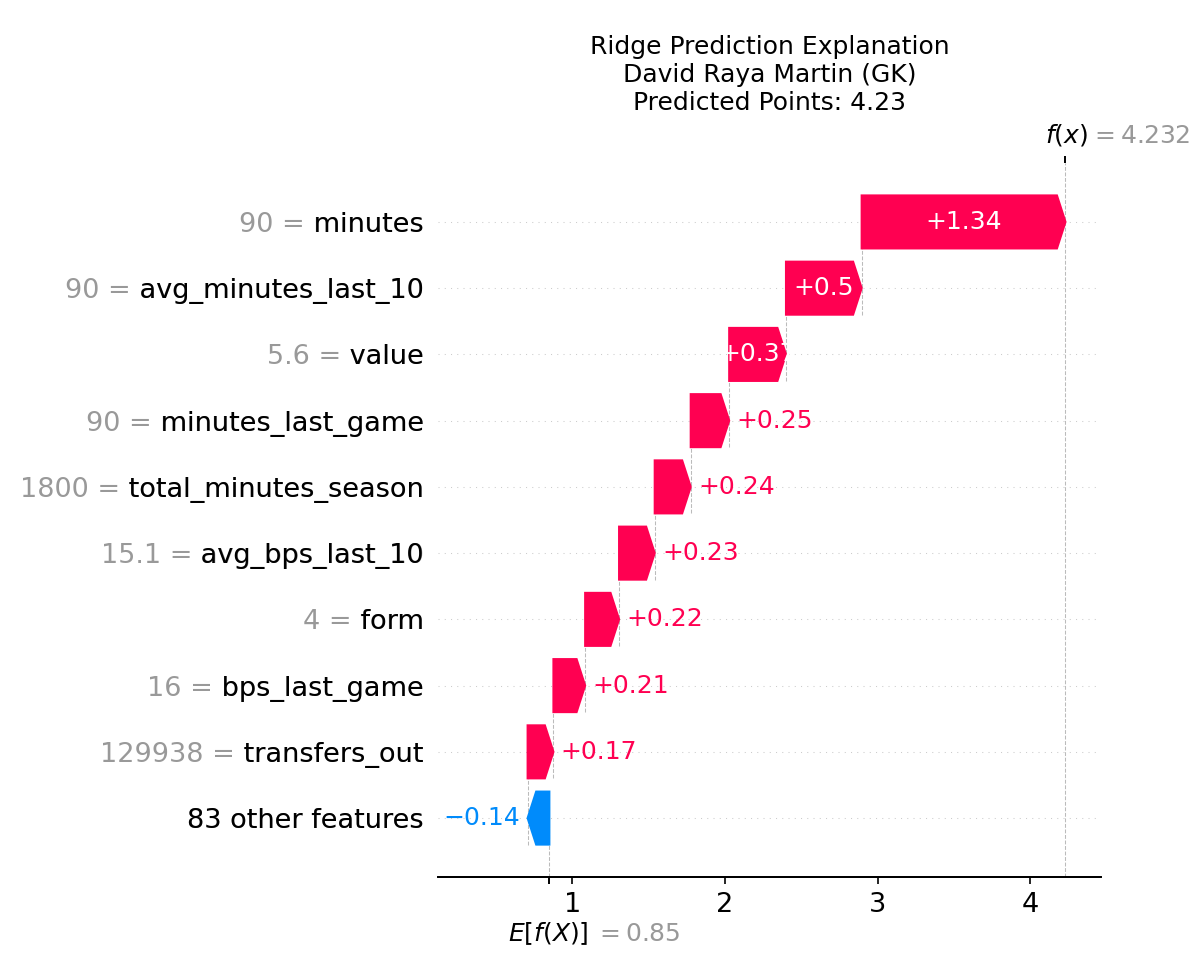 Ridge Prediction Explanation
David Raya Martin (GK)
Predicted Points: 4.23
f(x) = 4.232
90 = minutes +1.34
90 = avg_minutes_last_10 +0.5
5.6 = value +0.37
90 = minutes_last_game +0.25
1800 = total_minutes_season +0.24
15.1 = avg_bps_last_10 +0.23
4 = form +0.22
16 = bps_last_game +0.21
129938 = transfers_out +0.17
83 other features −0.14
1 2 3 4
E[f(X)] = 0.85